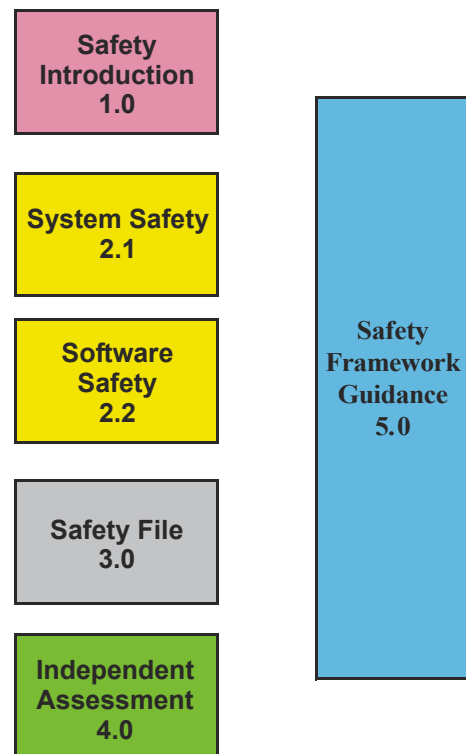 Safety
Introduction
1.0
System Safety
2.1
Software
Safety
2.2
Safety File
3.0
Independent
Assessment
4.0
Safety
Framework
Guidance
5.0